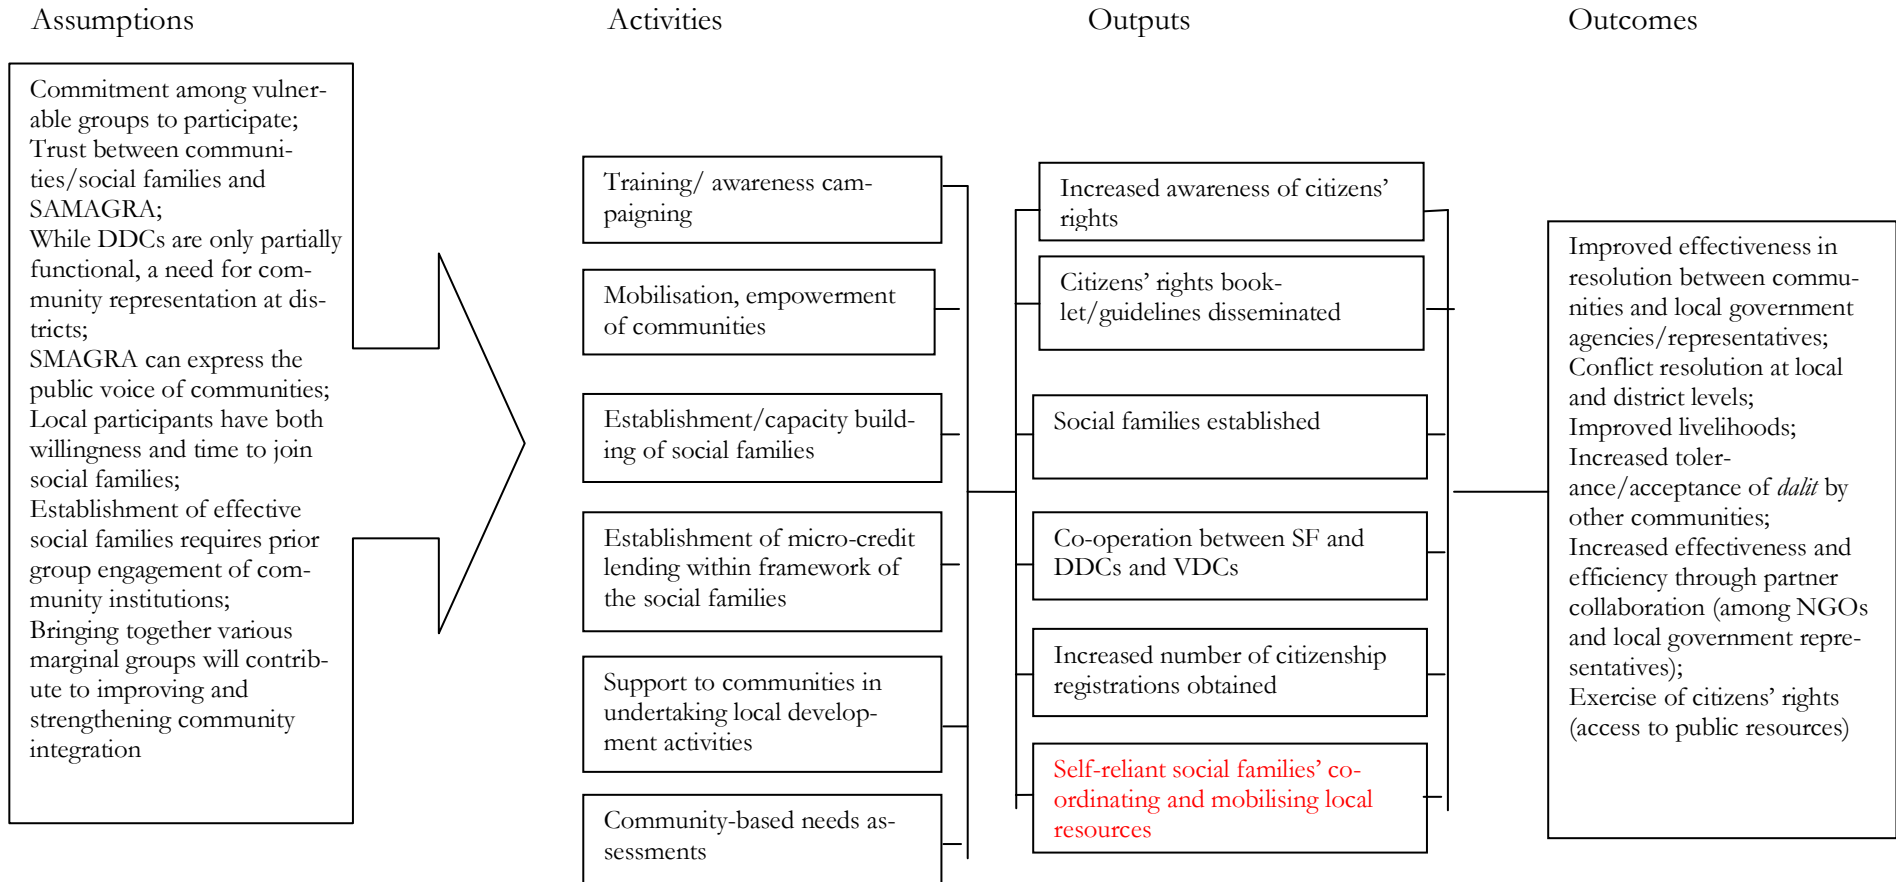 Assumptions
Activities
Outputs
Outcomes
Commitment among vulner-
able groups to participate;
Trust between communi-
ties/social families and
SAMAGRA;
While DDCs are only partially
functional, a need for com-
munity representation at dis-
tricts;
SMAGRA can express the
public voice of communities;
Local participants have both
willingness and time to join
social families;
Establishment of effective
social families requires prior
group engagement of com-
munity institutions;
Bringing together various
marginal groups will contrib-
ute to improving and
strengthening community
integration
Training/ awareness cam-
paigning
Mobilisation, empowerment
of communities
Establishment/capacity build-
ing of social families
Establishment of micro-credit
lending within framework of
the social families
Support to communities in
undertaking local develop-
ment activities
Community-based needs as-
sessments
Increased awareness of citizens’
rights
Citizens’ rights book-
let/guidelines disseminated
Social families established
Co-operation between SF and
DDCs and VDCs
Increased number of citizenship
registrations obtained
Self-reliant social families’ co-
ordinating and mobilising local
resources
Improved effectiveness in
resolution between commu-
nities and local government
agencies/representatives;
Conflict resolution at local
and district levels;
Improved livelihoods;
Increased toler-
ance/acceptance of dalit by
other communities;
Increased effectiveness and
efficiency through partner
collaboration (among NGOs
and local government repre-
sentatives);
Exercise of citizens’ rights
(access to public resources)